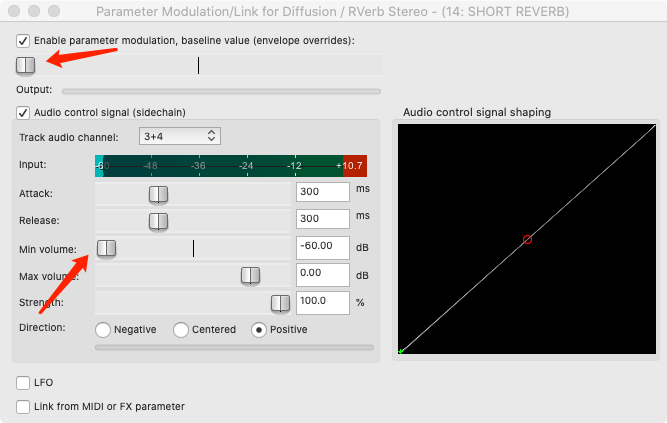 Parameter Modulation/Link for Diffusion / RVerb Stereo - (14: SHORT REVERB)
Enable parameter modulation, baseline value (envelope overrides):
Output:
Audio control signal (sidechain)
Audio control signal shaping
Track audio channel: 3+4
Input: -60 -48 -36 -24 -12 +10.7
Attack: 300 ms
Release: 300 ms
Min volume: -60.00 dB
Max volume: 0.00 dB
Strength: 100.0 %
Direction: Negative Centered Positive
LFO
Link from MIDI or FX parameter